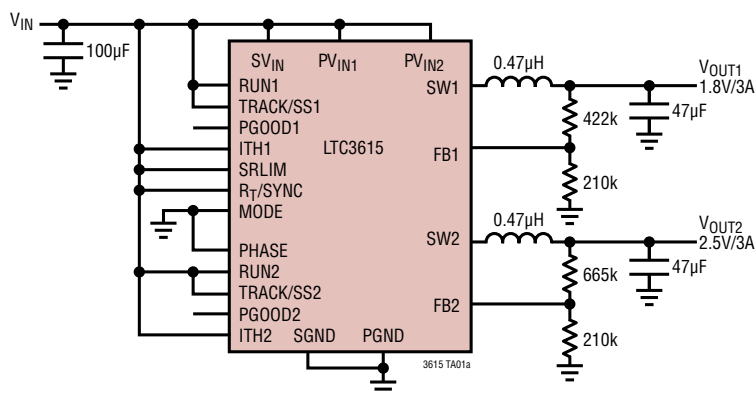 V_IN
100µF
SV_IN PV_IN1 PV_IN2
RUN1
TRACK/SS1
PGOOD1
ITH1
SRLIM
R_T/SYNC
MODE
PHASE
RUN2
TRACK/SS2
PGOOD2
ITH2
SGND PGND
LTC3615
SW1
FB1
SW2
FB2
0.47µH
V_OUT1
1.8V/3A
422k
47µF
210k
0.47µH
V_OUT2
2.5V/3A
665k
47µF
210k
3615 TA01a